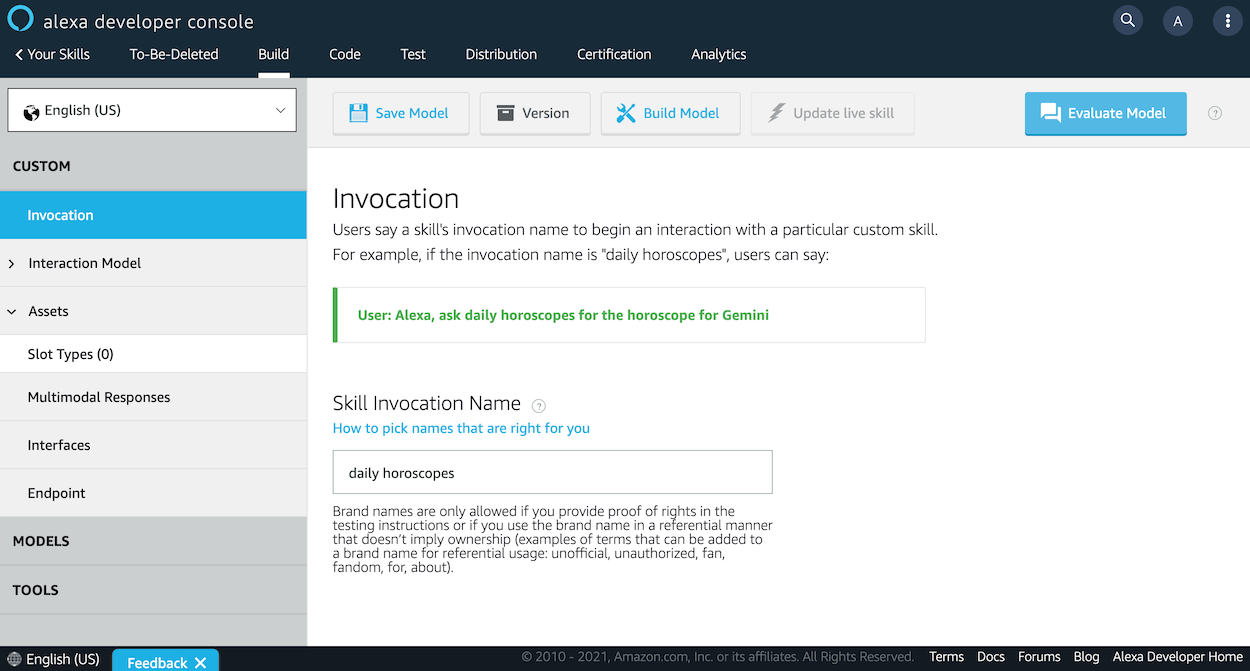 alexa developer console
A
Your Skills
To-Be-Deleted
Build
Code
Test
Distribution
Certification
Analytics
English (US)
Save Model
Version
Build Model
Update live skill
Evaluate Model
?
CUSTOM
Invocation
Interaction Model
Assets
Slot Types (0)
Multimodal Responses
Interfaces
Endpoint
MODELS
TOOLS
Invocation
Users say a skill's invocation name to begin an interaction with a particular custom skill.
For example, if the invocation name is "daily horoscopes", users can say:
User: Alexa, ask daily horoscopes for the horoscope for Gemini
Skill Invocation Name ?
How to pick names that are right for you
daily horoscopes
Brand names are only allowed if you provide proof of rights in the
testing instructions or if you use the brand name in a referential manner
that doesn't imply ownership (examples of terms that can be added to
a brand name for referential usage: unofficial, unauthorized, fan,
fandom, for, about).
English (US)
Feedback
© 2010 - 2021, Amazon.com, Inc. or its affiliates. All Rights Reserved.
Terms
Docs
Forums
Blog
Alexa Developer Home